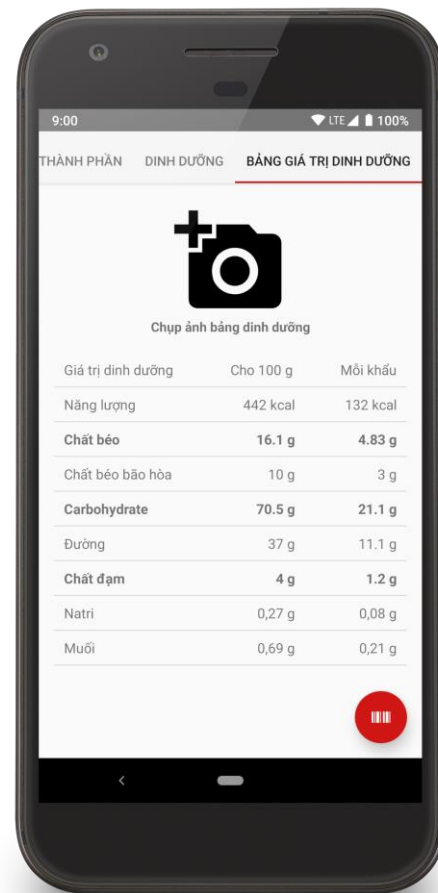 9:00 LTE 100%
THÀNH PHẦN DINH DƯỠNG BẢNG GIÁ TRỊ DINH DƯỠNG
Chụp ảnh bảng dinh dưỡng
Giá trị dinh dưỡng Cho 100 g Mỗi khẩu
Năng lượng 442 kcal 132 kcal
Chất béo 16.1 g 4.83 g
Chất béo bão hòa 10 g 3 g
Carbohydrate 70.5 g 21.1 g
Đường 37 g 11.1 g
Chất đạm 4 g 1.2 g
Natri 0,27 g 0,08 g
Muối 0,69 g 0,21 g